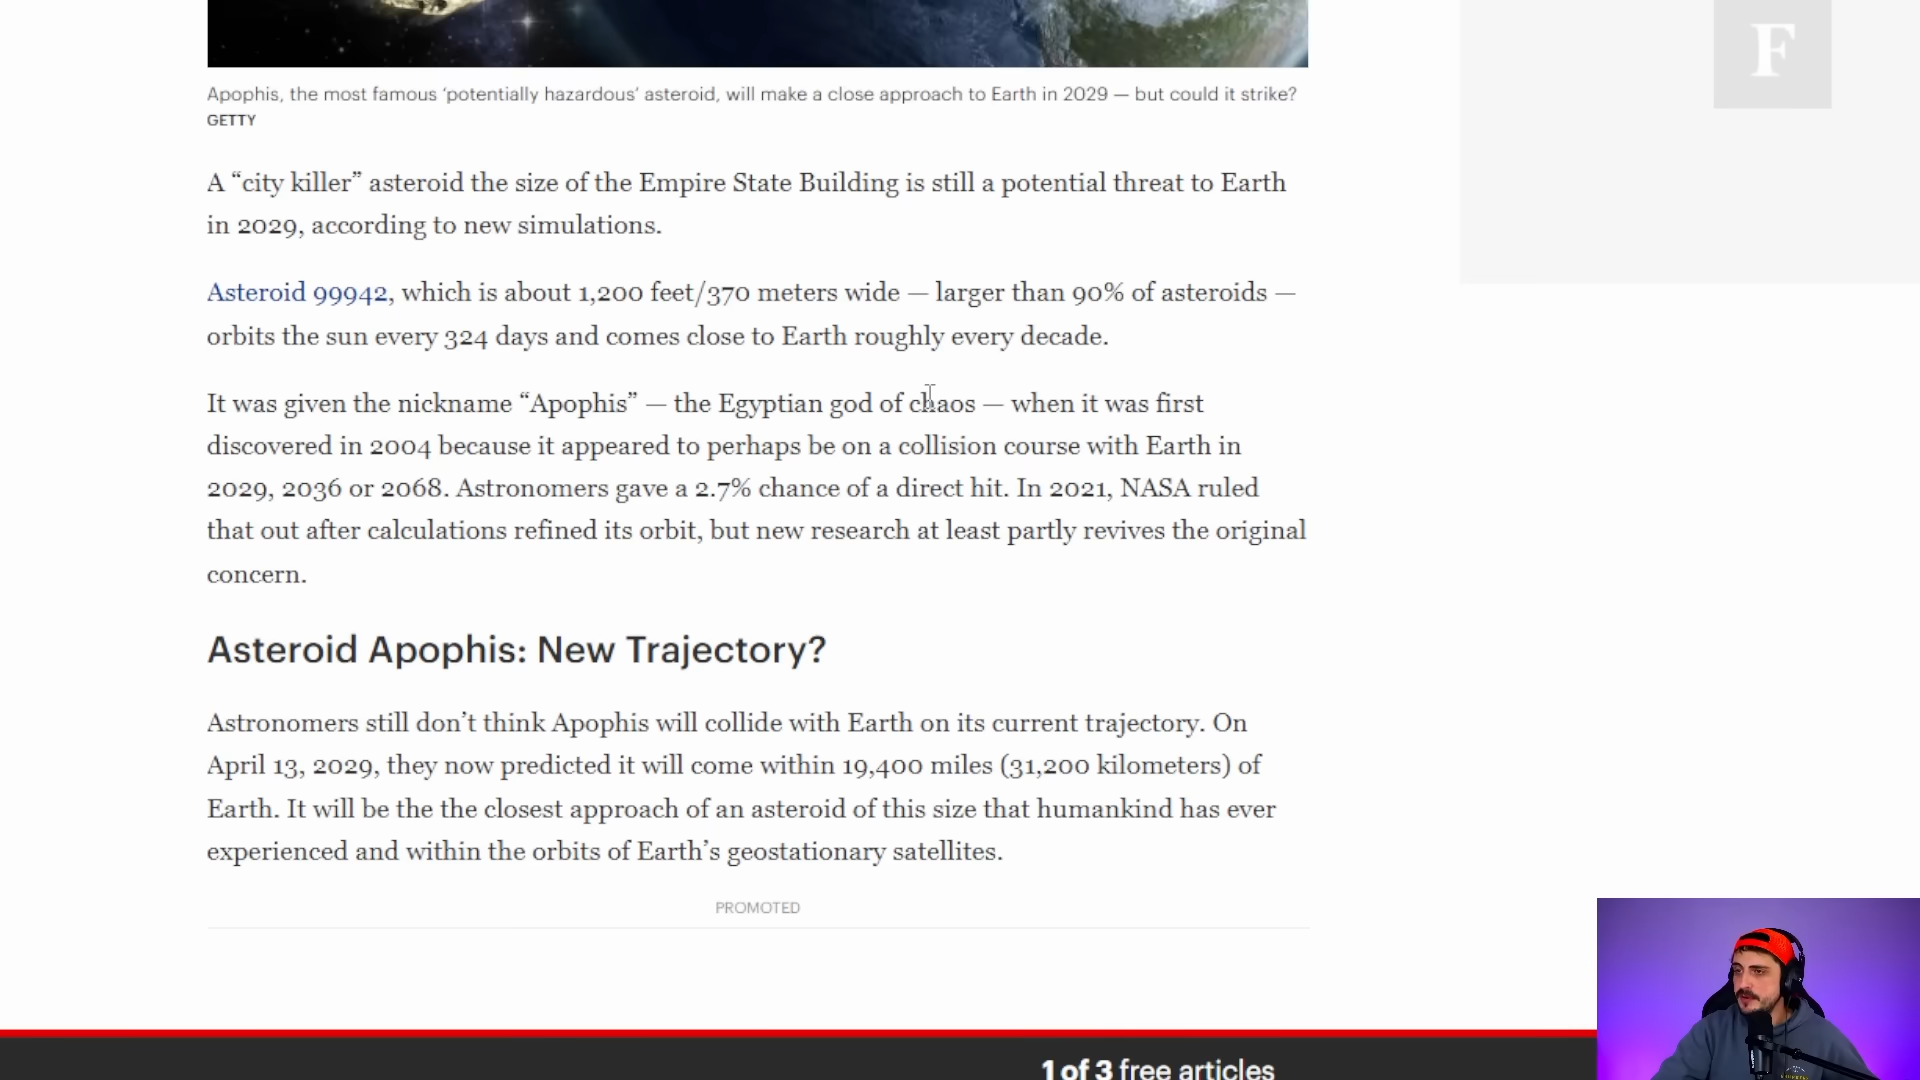 F
Apophis, the most famous ‘potentially hazardous’ asteroid, will make a close approach to Earth in 2029 — but could it strike?
GETTY
A “city killer” asteroid the size of the Empire State Building is still a potential threat to Earth
in 2029, according to new simulations.
Asteroid 99942, which is about 1,200 feet/370 meters wide — larger than 90% of asteroids —
orbits the sun every 324 days and comes close to Earth roughly every decade.
It was given the nickname “Apophis” — the Egyptian god of chaos — when it was first
discovered in 2004 because it appeared to perhaps be on a collision course with Earth in
2029, 2036 or 2068. Astronomers gave a 2.7% chance of a direct hit. In 2021, NASA ruled
that out after calculations refined its orbit, but new research at least partly revives the original
concern.
Asteroid Apophis: New Trajectory?
Astronomers still don’t think Apophis will collide with Earth on its current trajectory. On
April 13, 2029, they now predicted it will come within 19,400 miles (31,200 kilometers) of
Earth. It will be the the closest approach of an asteroid of this size that humankind has ever
experienced and within the orbits of Earth’s geostationary satellites.
PROMOTED
1 of 3 free articles